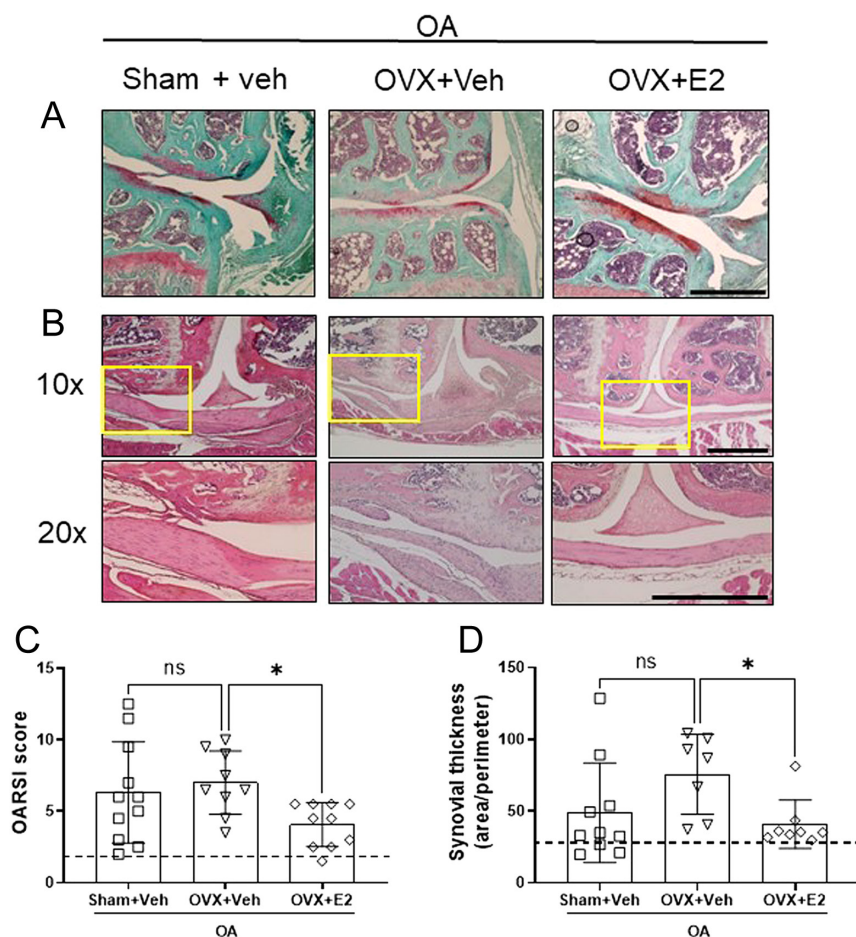 OA
Sham + veh OVX+Veh OVX+E2
A
B
10x
20x
C
D
15
10
5
0
OARSI score
ns
*
Sham+Veh OVX+Veh OVX+E2
OA
150
100
50
0
Synovial thickness
(area/perimeter)
ns
*
Sham+Veh OVX+Veh OVX+E2
OA